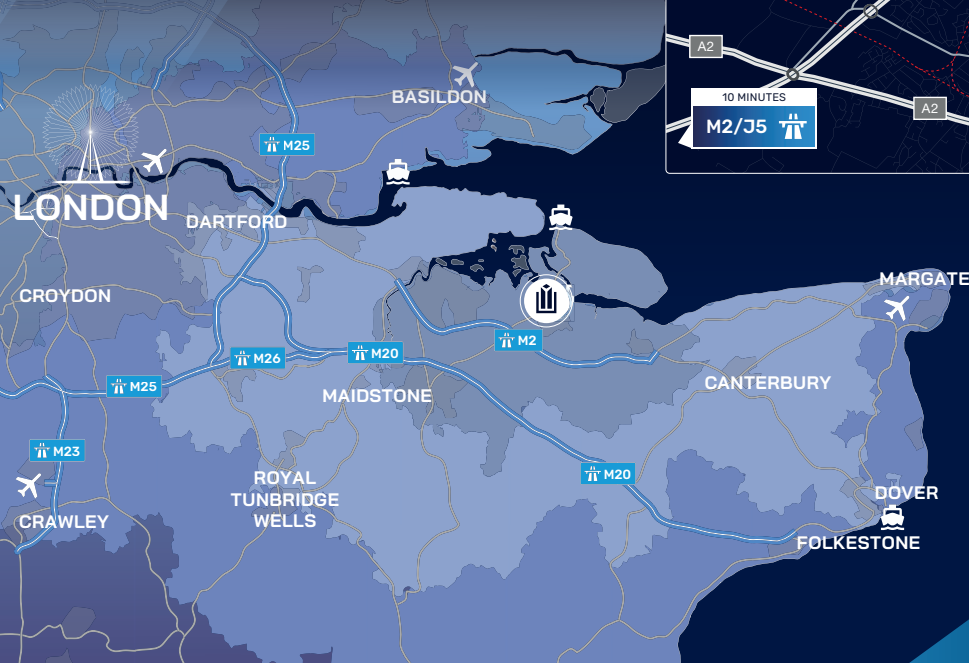 BASILDON
A2
10 MINUTES
A2
M2/J5
M25
LONDON
DARTFORD
MARGATE
CROYDON
M2
M26
M20
MAIDSTONE
CANTERBURY
M25
M23
ROYAL
TUNBRIDGE
WELLS
M20
DOVER
CRAWLEY
FOLKESTONE